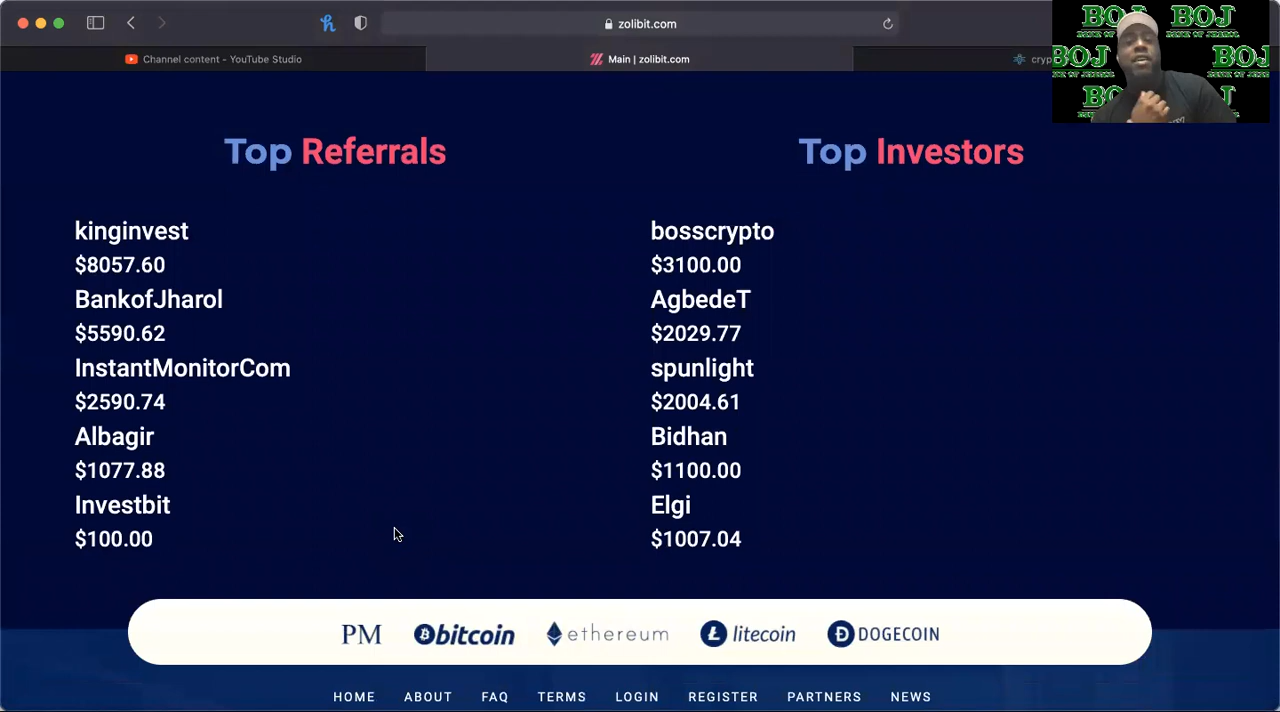 zolibit.com
Channel content - YouTube Studio
Main | zolibit.com
BOJ BOJ
BOJ BOJ
Top Referrals
kinginvest
$8057.60
BankofJharol
$5590.62
InstantMonitorCom
$2590.74
Albagir
$1077.88
Investbit
$100.00
Top Investors
bosscrypto
$3100.00
AgbedeT
$2029.77
spunlight
$2004.61
Bidhan
$1100.00
Elgi
$1007.04
PM bitcoin ethereum litecoin DOGECOIN
HOME ABOUT FAQ TERMS LOGIN REGISTER PARTNERS NEWS